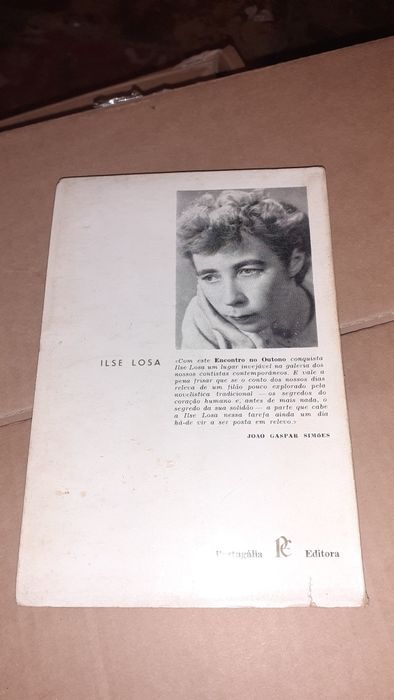 ILSE LOSA
«Com este Encontro no Outono conquista
Ilse Losa um lugar invejável na galeria dos
nossos contistas contemporâneos. E vale a
pena frisar que se o conto dos nossos dias
releva de um filão pouco explorado pela
novelística tradicional — os segredos do
coração humano e, antes de mais nada, o
segredo da sua solidão — a parte que cabe
a Ilse Losa nessa tarefa ainda um dia
há-de vir a ser posta em relevo.»
JOÃO GASPAR SIMÕES
Portugália PE Editora